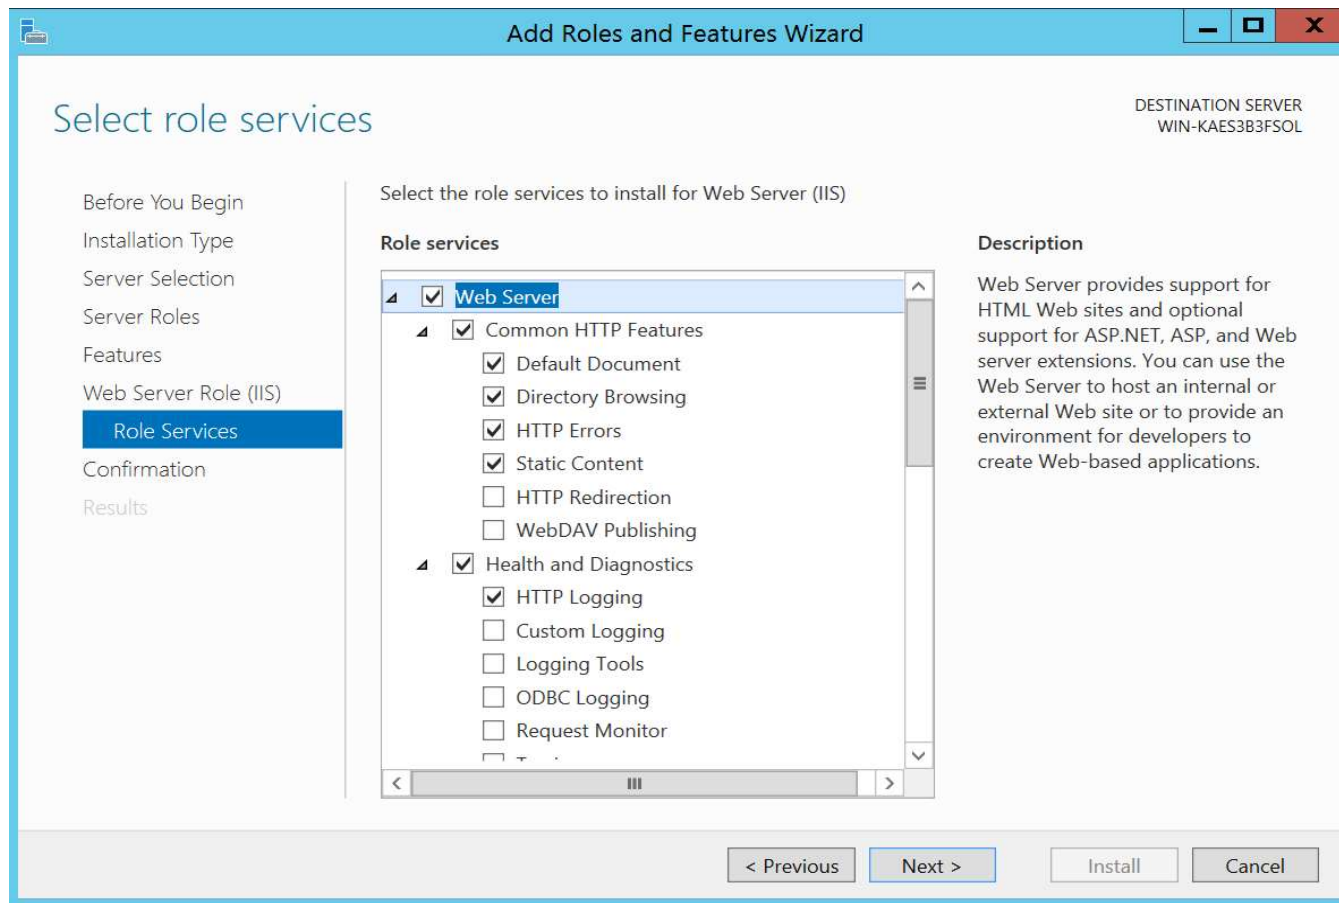 Add Roles and Features Wizard
Select role services
DESTINATION SERVER
WIN-KAES3B3FSOL
Before You Begin
Installation Type
Server Selection
Server Roles
Features
Web Server Role (IIS)
Role Services
Confirmation
Results
Select the role services to install for Web Server (IIS)
Role services
Web Server
Common HTTP Features
Default Document
Directory Browsing
HTTP Errors
Static Content
HTTP Redirection
WebDAV Publishing
Health and Diagnostics
HTTP Logging
Custom Logging
Logging Tools
ODBC Logging
Request Monitor
Description
Web Server provides support for
HTML Web sites and optional
support for ASP.NET, ASP, and Web
server extensions. You can use the
Web Server to host an internal or
external Web site or to provide an
environment for developers to
create Web-based applications.
< Previous
Next >
Install
Cancel